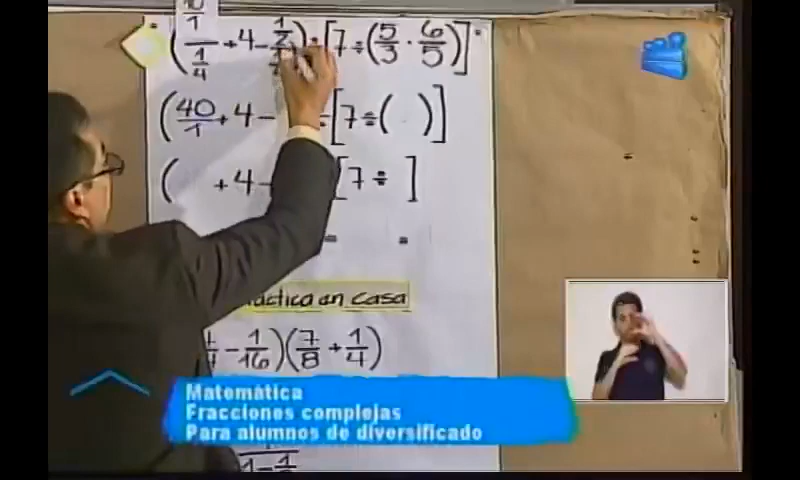 (10/1 / 1/4 + 4 - 1/2 / ) ÷ [7 ÷ (5/3 · 6/5)]
(40/1 + 4 - ÷ [7 ÷ ( )]
( + 4 - [7 ÷ ]
= =
en casa
- 1/16)(7/8 + 1/4)
Matemática
Fracciones complejas
Para alumnos de diversificado